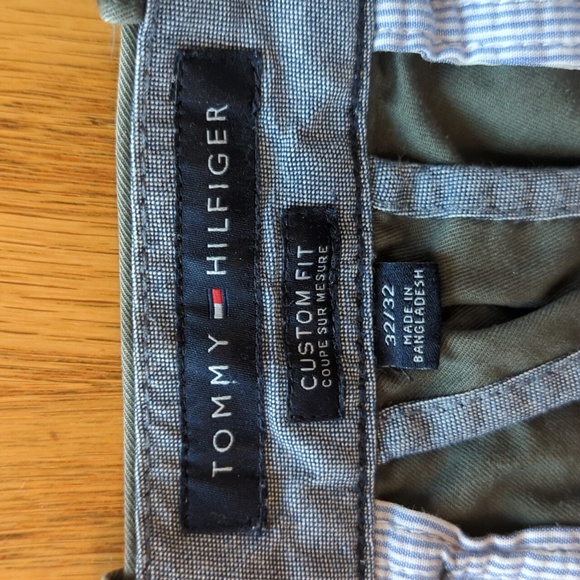 TOMMY HILFIGER
CUSTOM FIT
COUPE SUR MESURE
32/32
MADE IN
BANGLADESH